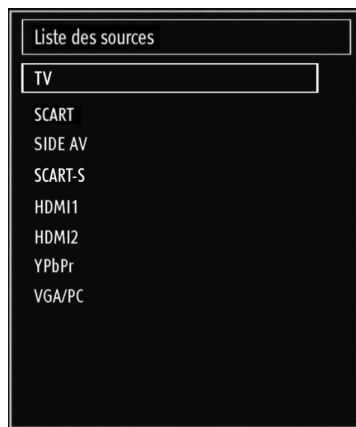 Liste des sources
TV
SCART
SIDE AV
SCART-S
HDMI1
HDMI2
YPbPr
VGA/PC